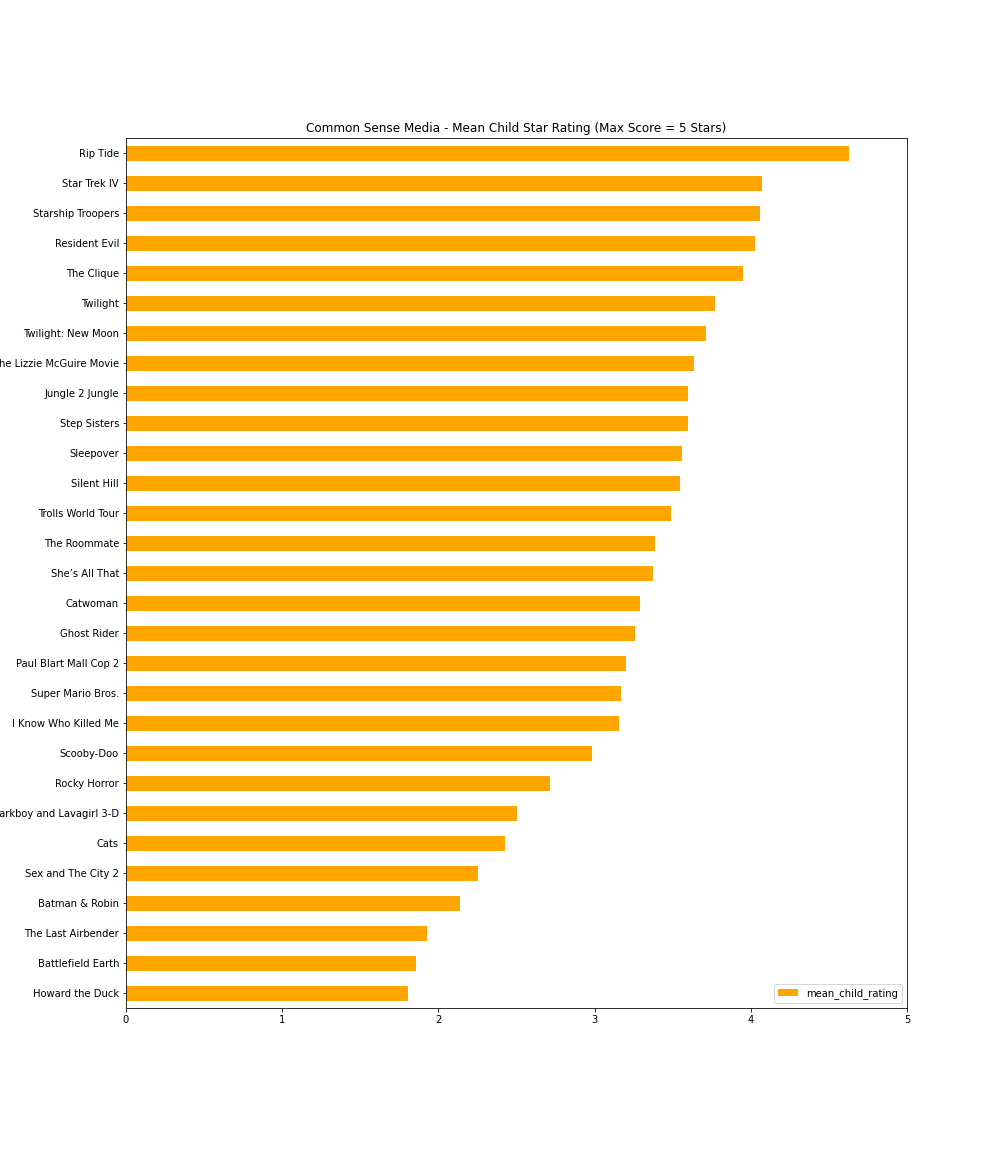 Common Sense Media - Mean Child Star Rating (Max Score = 5 Stars)
Rip Tide
Star Trek IV
Starship Troopers
Resident Evil
The Clique
Twilight
Twilight: New Moon
he Lizzie McGuire Movie
Jungle 2 Jungle
Step Sisters
Sleepover
Silent Hill
Trolls World Tour
The Roommate
She’s All That
Catwoman
Ghost Rider
Paul Blart Mall Cop 2
Super Mario Bros.
I Know Who Killed Me
Scooby-Doo
Rocky Horror
arkboy and Lavagirl 3-D
Cats
Sex and The City 2
Batman & Robin
The Last Airbender
Battlefield Earth
Howard the Duck
mean_child_rating
0 1 2 3 4 5